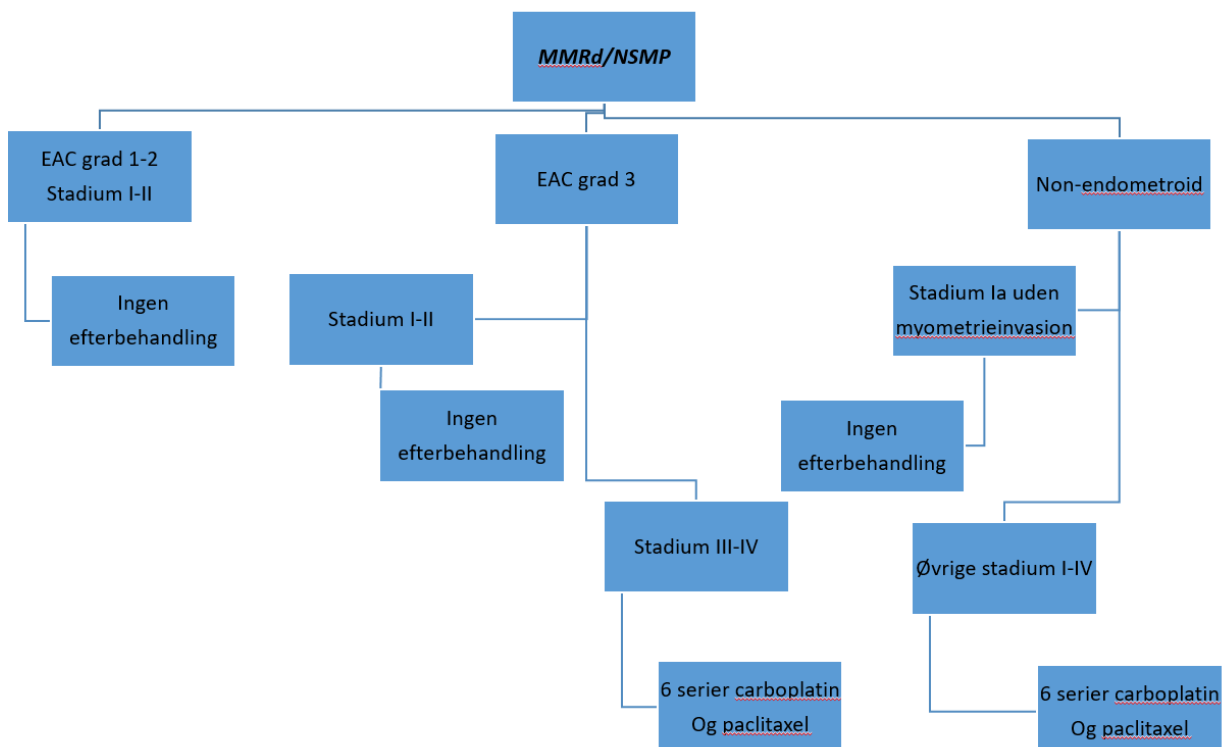 MMRd/NSMP
EAC grad 1-2
Stadium I-II
Ingen
efterbehandling
EAC grad 3
Stadium I-II
Ingen
efterbehandling
Stadium III-IV
6 serier carboplatin
Og paclitaxel
Non-endometroid
Stadium Ia uden
myometrieinvasion
Ingen
efterbehandling
Øvrige stadium I-IV
6 serier carboplatin
Og paclitaxel